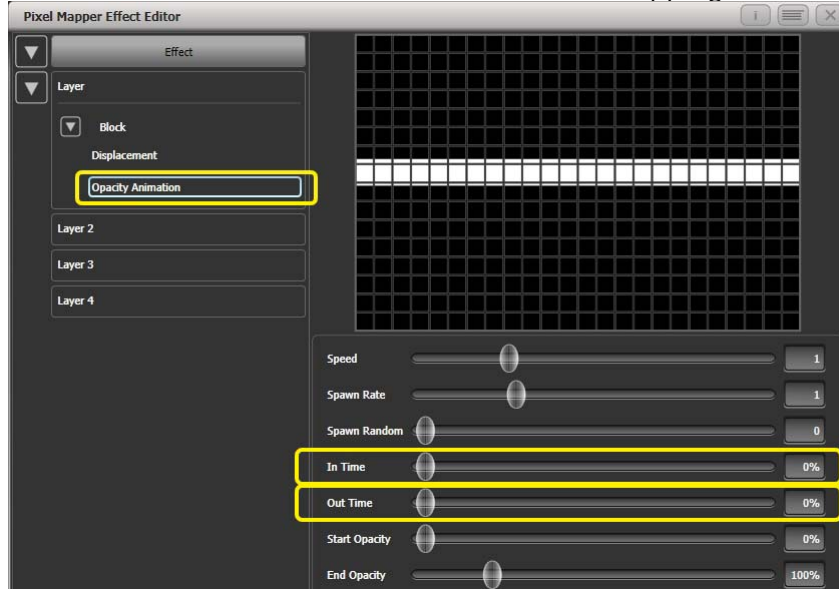 Pixel Mapper Effect Editor
Effect
Layer
Block
Displacement
Opacity Animation
Layer 2
Layer 3
Layer 4
Speed 1
Spawn Rate 1
Spawn Random 0
In Time 0%
Out Time 0%
Start Opacity 0%
End Opacity 100%